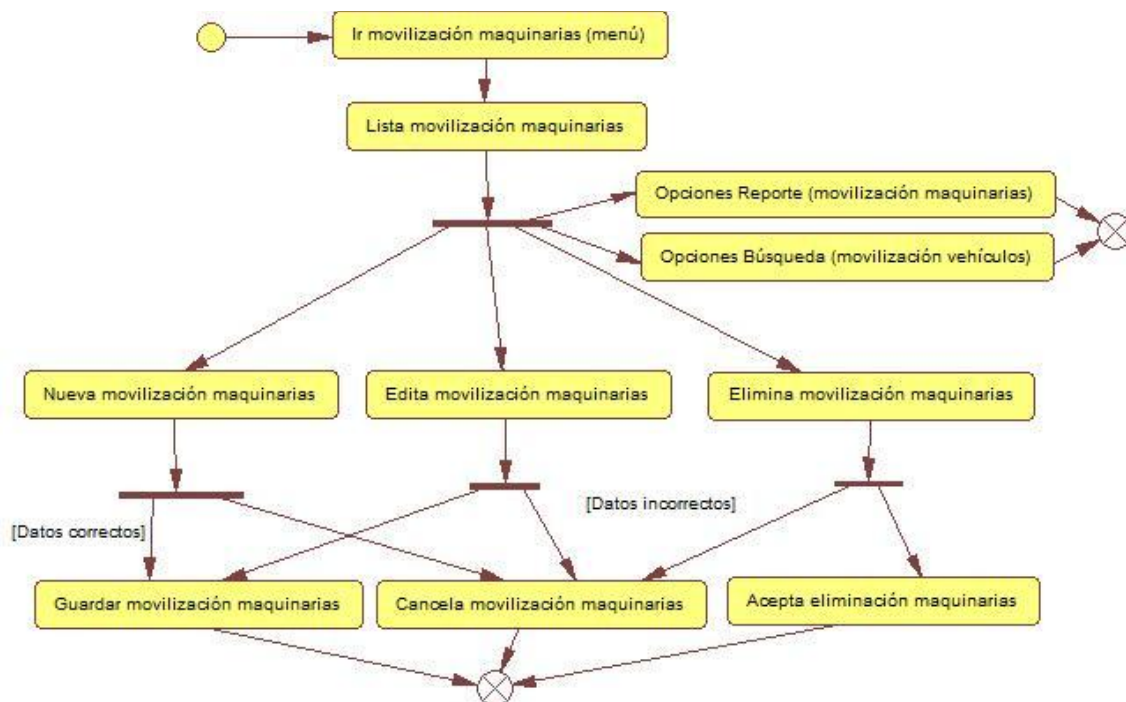 Ir movilización maquinarias (menú)
Lista movilización maquinarias
Opciones Reporte (movilización maquinarias)
Opciones Búsqueda (movilización vehículos)
Nueva movilización maquinarias
Edita movilización maquinarias
Elimina movilización maquinarias
[Datos correctos]
[Datos incorrectos]
Guardar movilización maquinarias
Cancela movilización maquinarias
Acepta eliminación maquinarias